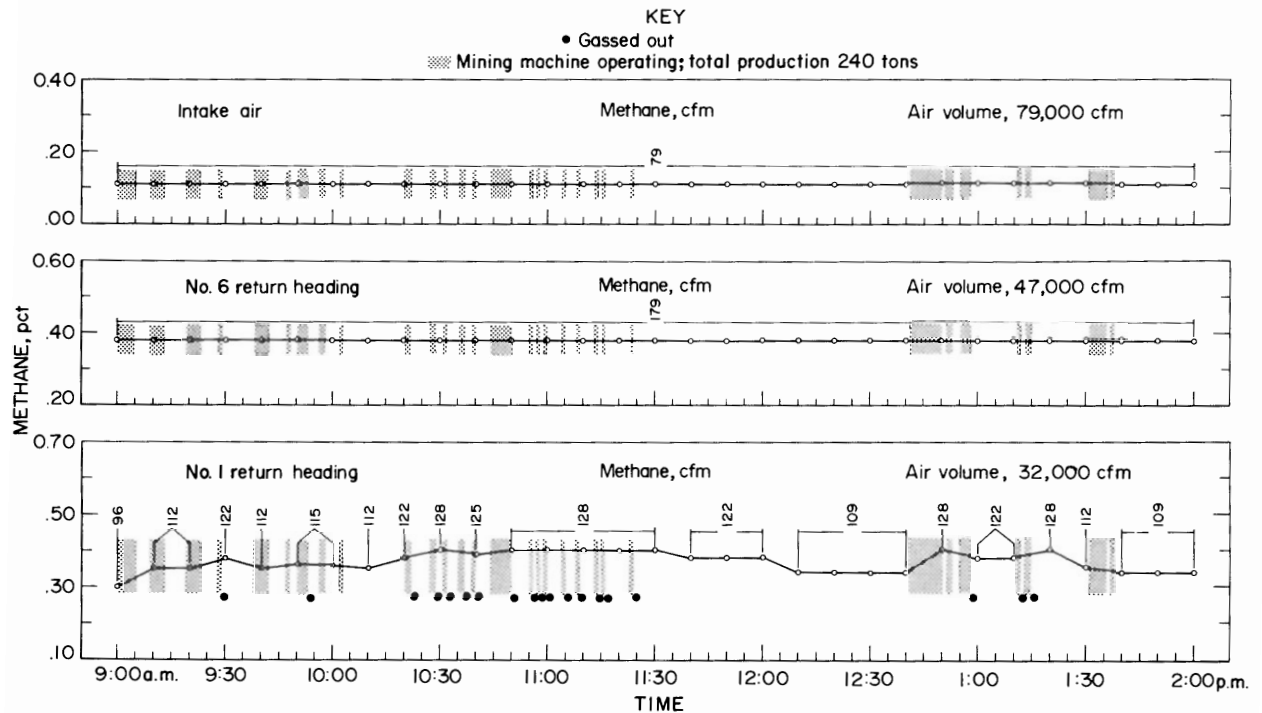 KEY
• Gassed out
Mining machine operating; total production 240 tons
0.40
.20
.00
Intake air
Methane, cfm
Air volume, 79,000 cfm
79
0.60
.40
.20
No. 6 return heading
Methane, cfm
Air volume, 47,000 cfm
179
METHANE, pct
0.70
.50
.30
.10
No. 1 return heading
Methane, cfm
Air volume, 32,000 cfm
96 112 122 112 115 112 122 128 125 128 122 109 128 122 128 112 109
9:00a.m. 9:30 10:00 10:30 11:00 11:30 12:00 12:30 1:00 1:30 2:00p.m.
TIME